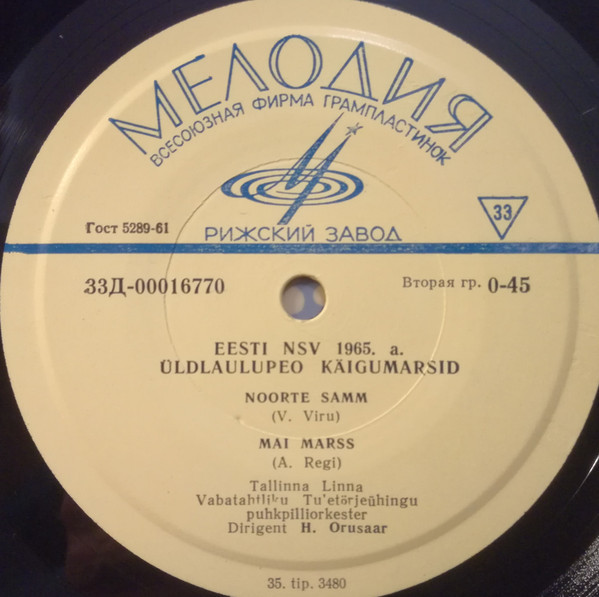 МЕЛОДИЯ
ВСЕСОЮЗНАЯ ФИРМА ГРАМПЛАСТИНОК
33
Гост 5289-61
РИЖСКИЙ ЗАВОД
33Д-00016770
Вторая гр. 0-45
EESTI NSV 1965. a.
ÜLDLAULUPEO KÄIGUMARSID
NOORTE SAMM
(V. Viru)
MAI MARSS
(A. Regi)
Tallinna Linna
Vabatahtliku Tu'etõrjeühingu
puhkpilliorkester
Dirigent H. Orusaar
35. tip. 3480